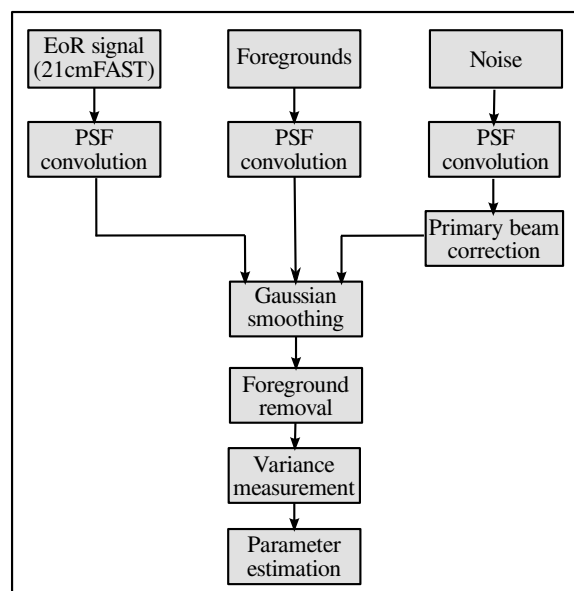 EoR signal
(21cmFAST)
Foregrounds
Noise
PSF
convolution
PSF
convolution
PSF
convolution
Primary beam
correction
Gaussian
smoothing
Foreground
removal
Variance
measurement
Parameter
estimation